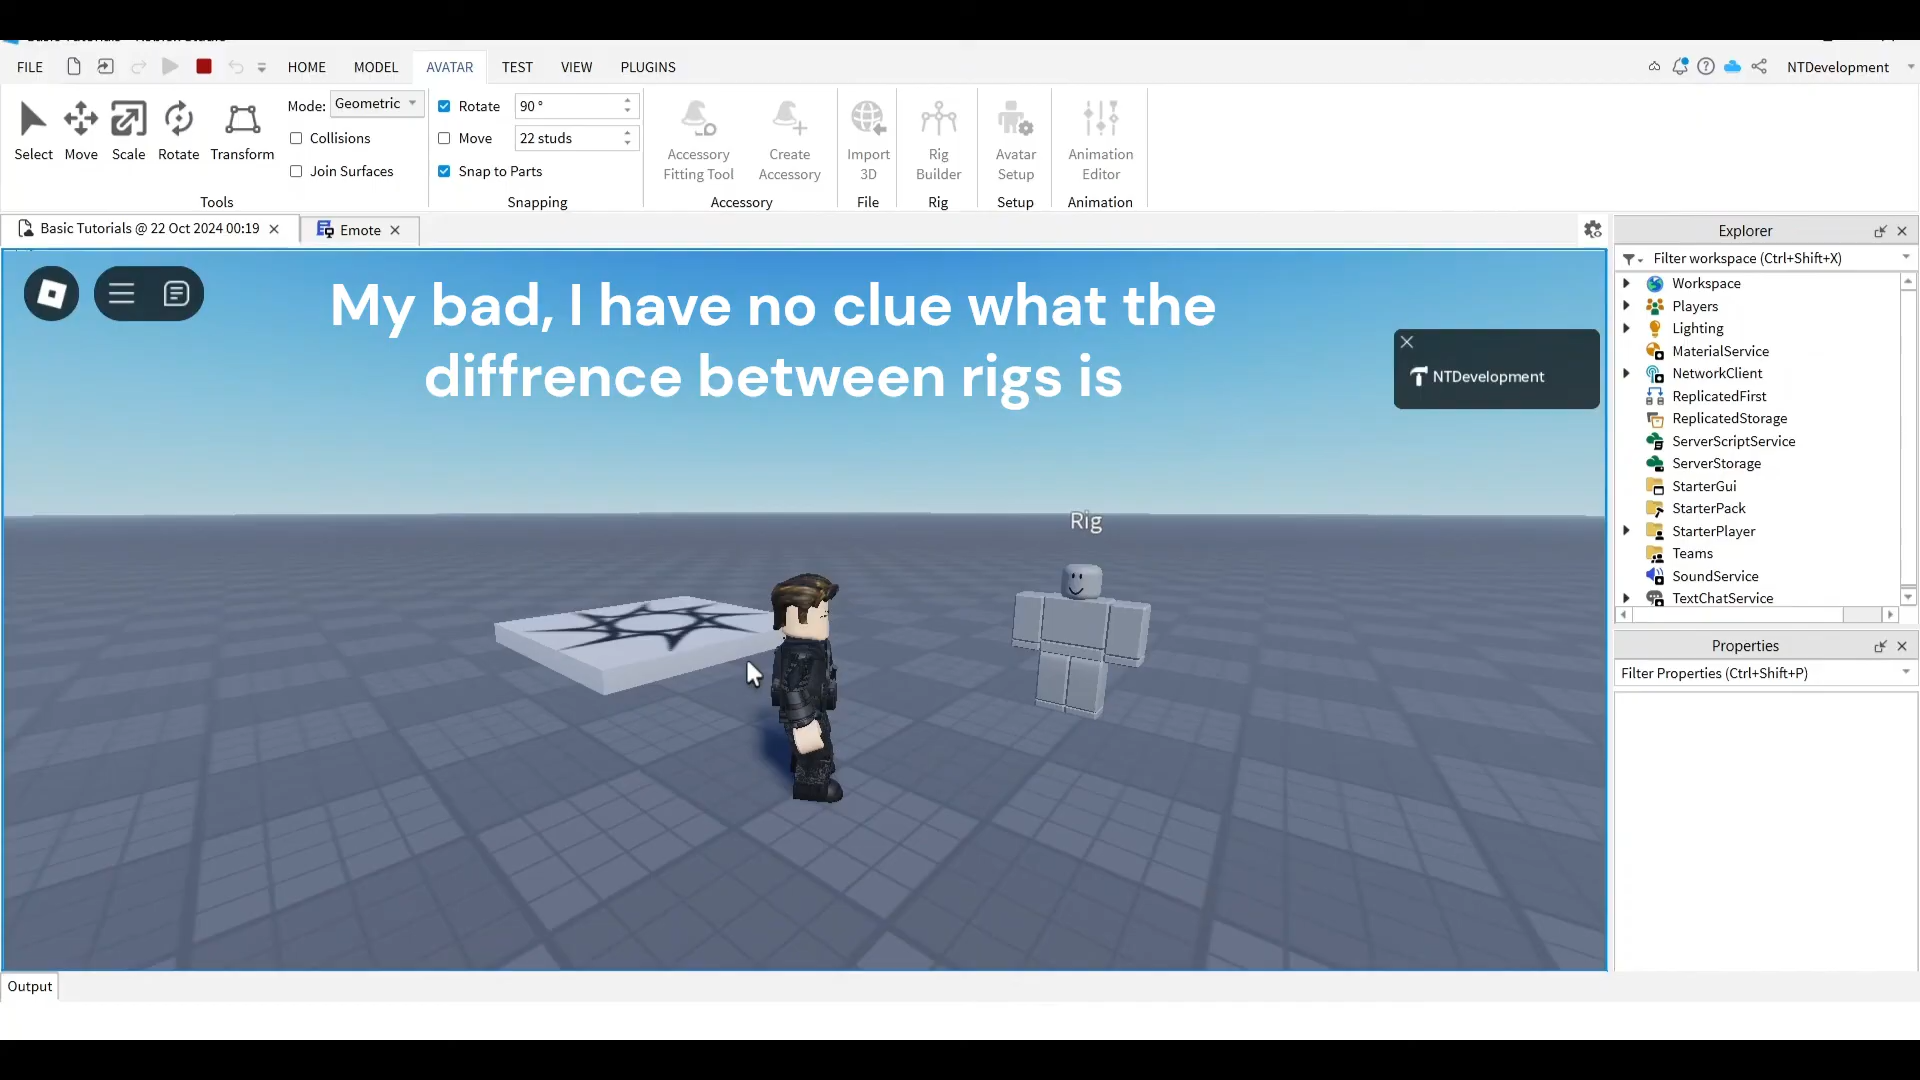 FILE HOME MODEL AVATAR TEST VIEW PLUGINS NTDevelopment
Select Move Scale Rotate Transform
Mode: Geometric
Collisions
Join Surfaces
Tools
Rotate 90 °
Move 22 studs
Snap to Parts
Snapping
Accessory Fitting Tool
Create Accessory
Accessory
Import 3D
File
Rig Builder
Rig
Avatar Setup
Setup
Animation Editor
Animation
Basic Tutorials @ 22 Oct 2024 00:19
Emote
My bad, I have no clue what the
diffrence between rigs is
NTDevelopment
Rig
Explorer
Filter workspace (Ctrl+Shift+X)
Workspace
Players
Lighting
MaterialService
NetworkClient
ReplicatedFirst
ReplicatedStorage
ServerScriptService
ServerStorage
StarterGui
StarterPack
StarterPlayer
Teams
SoundService
TextChatService
Properties
Filter Properties (Ctrl+Shift+P)
Output